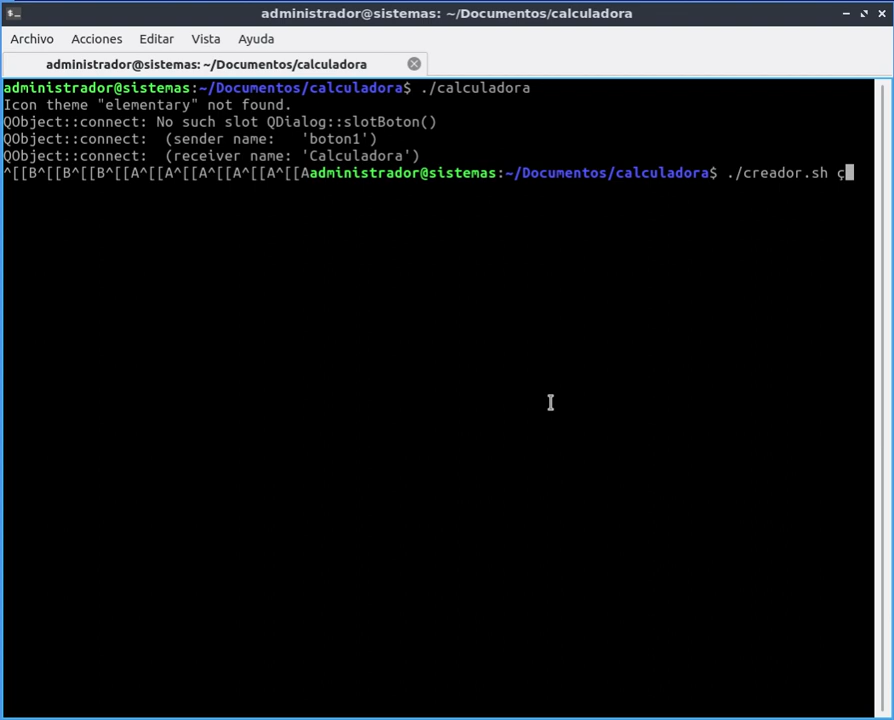 administrador@sistemas: ~/Documentos/calculadora
Archivo Acciones Editar Vista Ayuda
administrador@sistemas: ~/Documentos/calculadora
administrador@sistemas:~/Documentos/calculadora$ ./calculadora
Icon theme "elementary" not found.
QObject::connect: No such slot QDialog::slotBoton()
QObject::connect:  (sender name:   'boton1')
QObject::connect:  (receiver name: 'Calculadora')
^[[B^[[B^[[B^[[A^[[A^[[A^[[A^[[A^[[Aadministrador@sistemas:~/Documentos/calculadora$ ./creador.sh ç